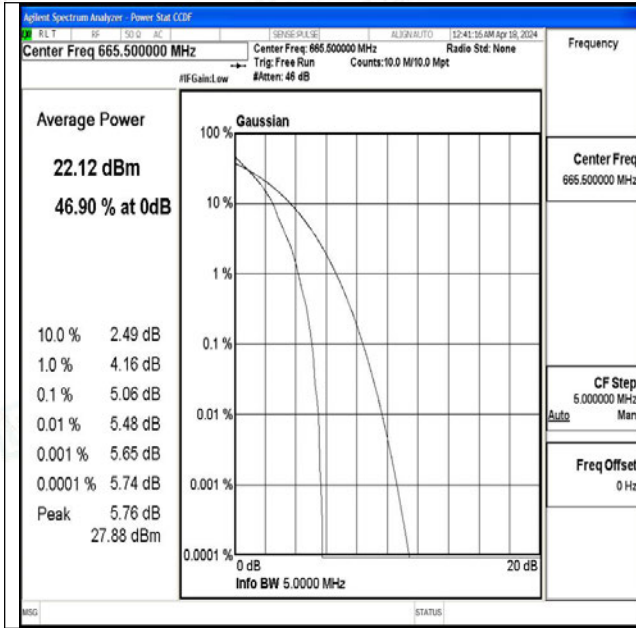 Agilent Spectrum Analyzer - Power Stat CCDF
RL T RF 50 Ω AC SENSE:PULSE ALIGN AUTO 12:41:16 AM Apr 18, 2024
Center Freq 665.500000 MHz
Center Freq: 665.500000 MHz Radio Std: None
Trig: Free Run Counts:10.0 M/10.0 Mpt
#IFGain:Low #Atten: 46 dB
Frequency
Average Power
22.12 dBm
46.90 % at 0dB
10.0 % 2.49 dB
1.0 % 4.16 dB
0.1 % 5.06 dB
0.01 % 5.48 dB
0.001 % 5.65 dB
0.0001 % 5.74 dB
Peak 5.76 dB
27.88 dBm
Gaussian
100 %
10 %
1 %
0.1 %
0.01 %
0.001 %
0.0001 %
0 dB 20 dB
Info BW 5.0000 MHz
Center Freq
665.500000 MHz
CF Step
5.000000 MHz
Auto Man
Freq Offset
0 Hz
MSG STATUS